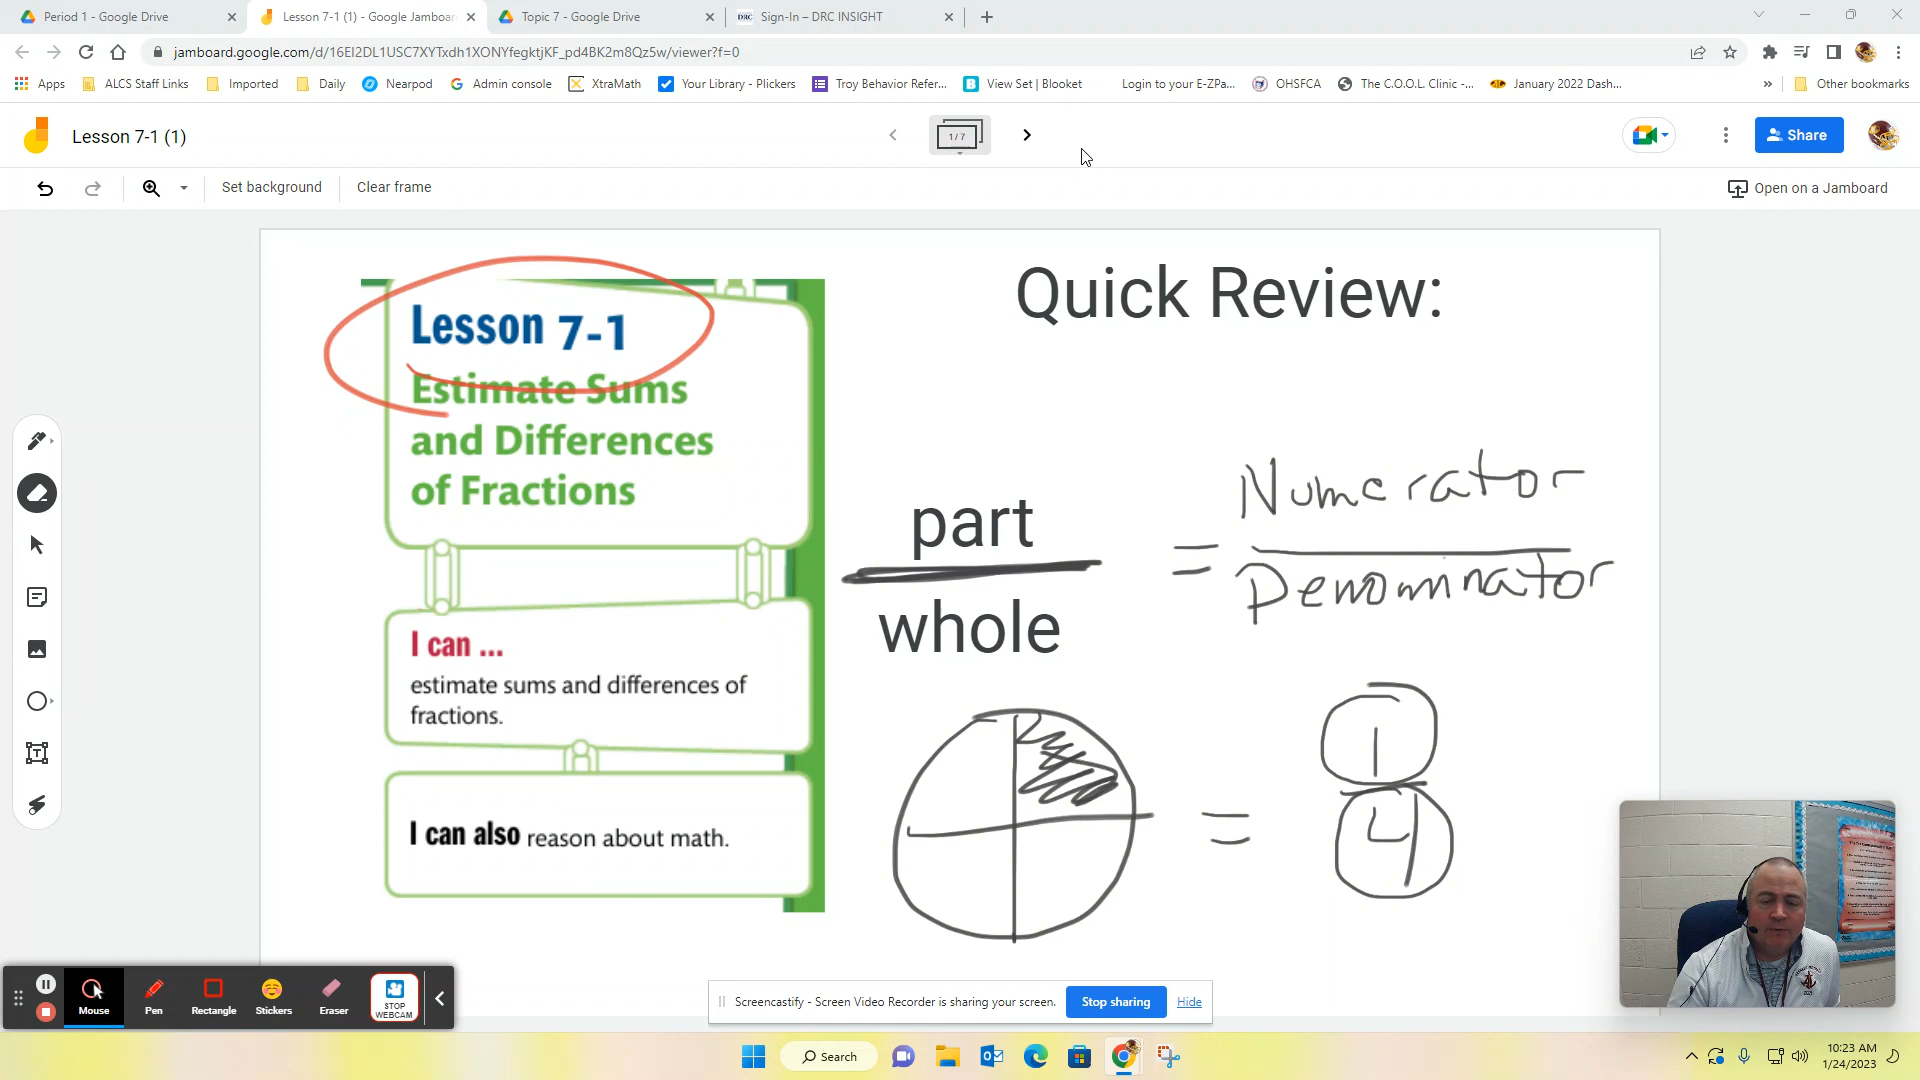 Period 1 - Google Drive
Lesson 7-1 (1) - Google Jamboar
Topic 7 - Google Drive
DRC Sign-In – DRC INSIGHT
jamboard.google.com/d/16EI2DL1USC7XYTxdh1XONYfegktjKF_pd4BK2m8Qz5w/viewer?f=0
Apps ALCS Staff Links Imported Daily Nearpod Admin console XtraMath Your Library - Plickers Troy Behavior Refer... View Set | Blooket Login to your E-ZPa... OHSFCA The C.O.O.L. Clinic -... January 2022 Dash... » Other bookmarks
Lesson 7-1 (1)
1 / 7
Share
Set background
Clear frame
Open on a Jamboard
Lesson 7-1
Estimate Sums
and Differences
of Fractions
I can ...
estimate sums and differences of
fractions.
I can also reason about math.
Quick Review:
part
whole
= Numerator
Denominator
= 1
4
Mouse
Pen
Rectangle
Stickers
Eraser
STOP
WEBCAM
Screencastify - Screen Video Recorder is sharing your screen.
Stop sharing
Hide
Search
10:23 AM
1/24/2023